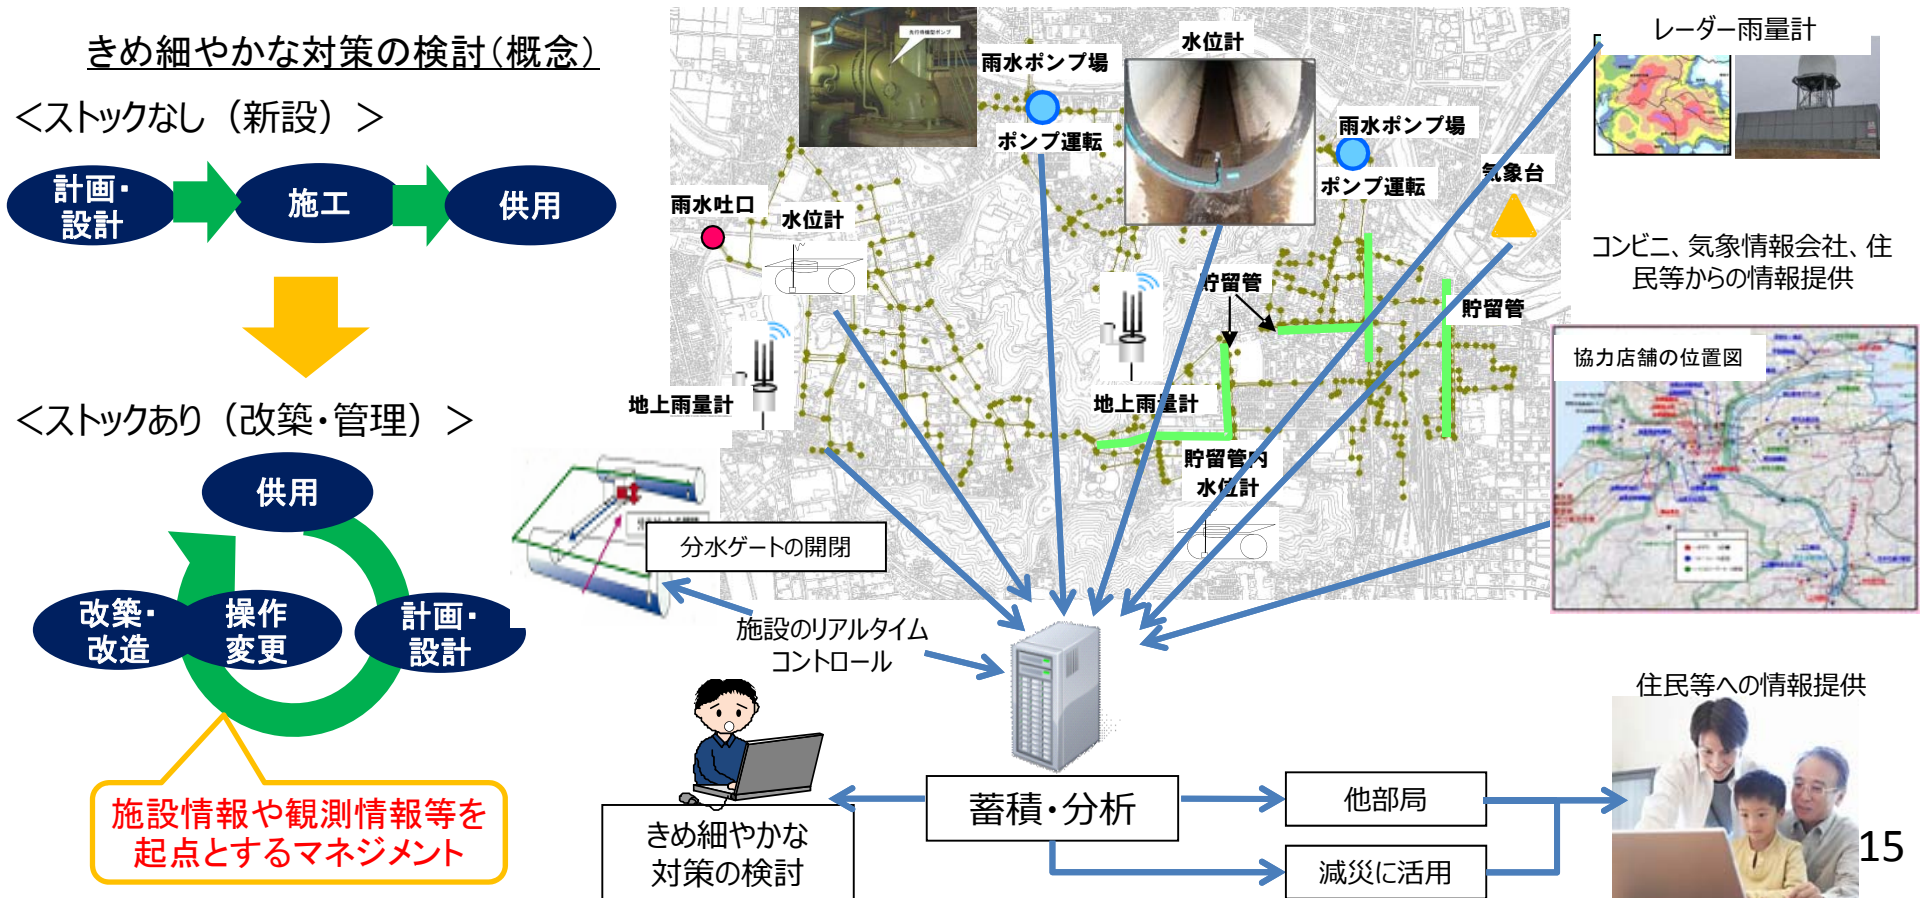 きめ細やかな対策の検討(概念)
＜ストックなし（新設）＞
計画・
設計
施工
供用
＜ストックあり（改築・管理）＞
供用
改築・
改造
操作
変更
計画・
設計
施設情報や観測情報等を
起点とするマネジメント
先行待機型ポンプ
雨水ポンプ場
ポンプ運転
水位計
雨水ポンプ場
ポンプ運転
気象台
雨水吐口
水位計
貯留管
貯留管
地上雨量計
地上雨量計
貯留管内
水位計
分水ゲートの開閉
施設のリアルタイム
コントロール
レーダー雨量計
コンビニ、気象情報会社、住
民等からの情報提供
協力店舗の位置図
住民等への情報提供
蓄積・分析
他部局
減災に活用
きめ細やかな
対策の検討
15